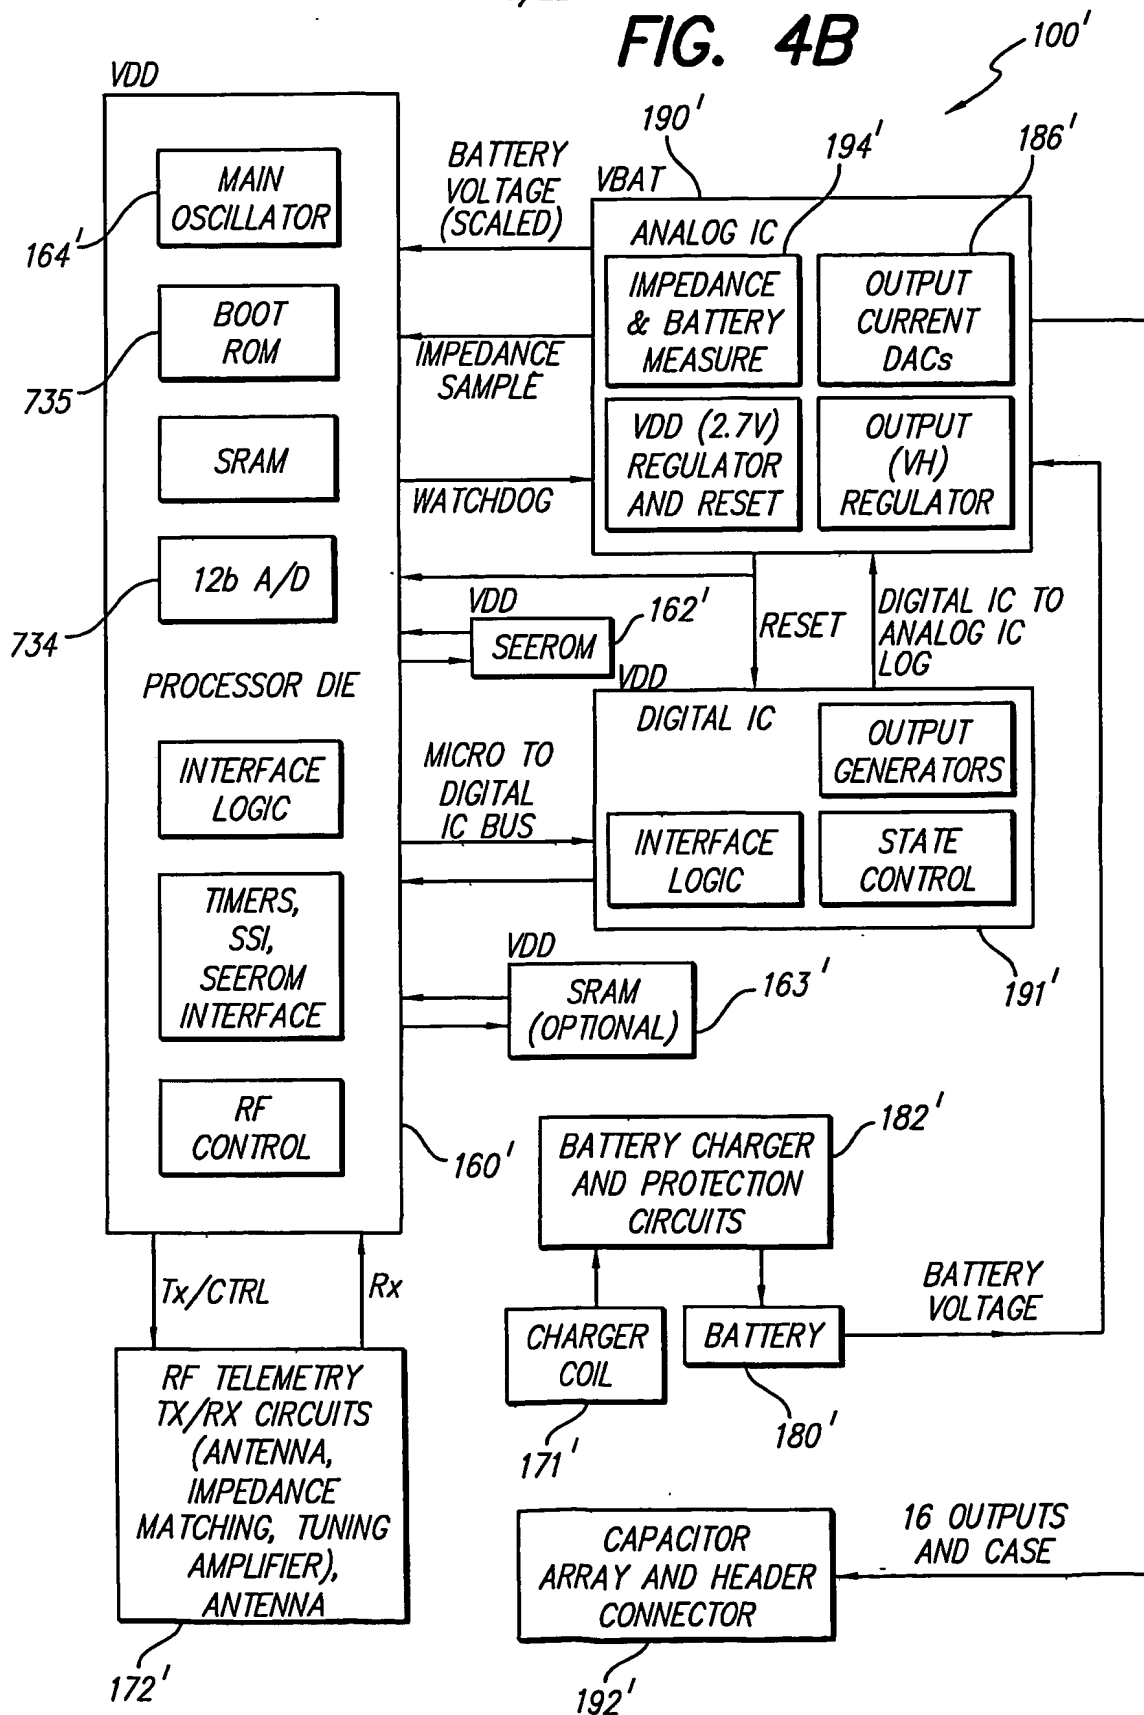 FIG. 4B
100'
VDD
MAIN
OSCILLATOR
164'
BOOT
ROM
735
SRAM
12b A/D
734
PROCESSOR DIE
INTERFACE
LOGIC
TIMERS,
SSI,
SEEROM
INTERFACE
RF
CONTROL
160'
BATTERY
VOLTAGE
(SCALED)
IMPEDANCE
SAMPLE
WATCHDOG
190'
194'
186'
VBAT
ANALOG IC
IMPEDANCE
& BATTERY
MEASURE
OUTPUT
CURRENT
DACs
VDD (2.7V)
REGULATOR
AND RESET
OUTPUT
(VH)
REGULATOR
VDD
SEEROM
162'
RESET
DIGITAL IC TO
ANALOG IC
LOG
VDD
DIGITAL IC
OUTPUT
GENERATORS
INTERFACE
LOGIC
STATE
CONTROL
191'
MICRO TO
DIGITAL
IC BUS
VDD
SRAM
(OPTIONAL)
163'
182'
BATTERY CHARGER
AND PROTECTION
CIRCUITS
CHARGER
COIL
171'
BATTERY
180'
BATTERY
VOLTAGE
Tx/CTRL
Rx
RF TELEMETRY
TX/RX CIRCUITS
(ANTENNA,
IMPEDANCE
MATCHING, TUNING
AMPLIFIER),
ANTENNA
172'
CAPACITOR
ARRAY AND HEADER
CONNECTOR
192'
16 OUTPUTS
AND CASE